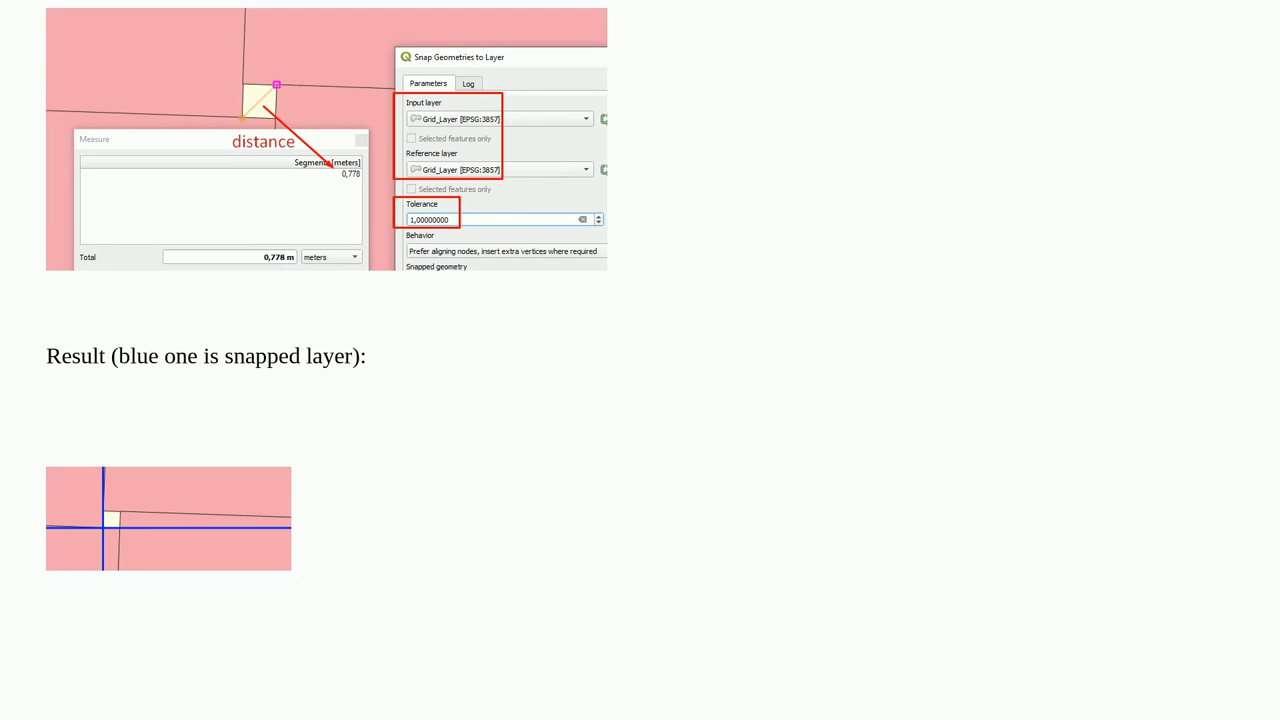 Snap Geometries to Layer
Parameters Log
Input layer
Grid_Layer [EPSG:3857]
Selected features only
Reference layer
Grid_Layer [EPSG:3857]
Selected features only
Tolerance
1,00000000
Behavior
Prefer aligning nodes, insert extra vertices where required
Snapped geometry
Measure
distance
[meters]
0,778
Total 0,778 m meters
Result (blue one is snapped layer):